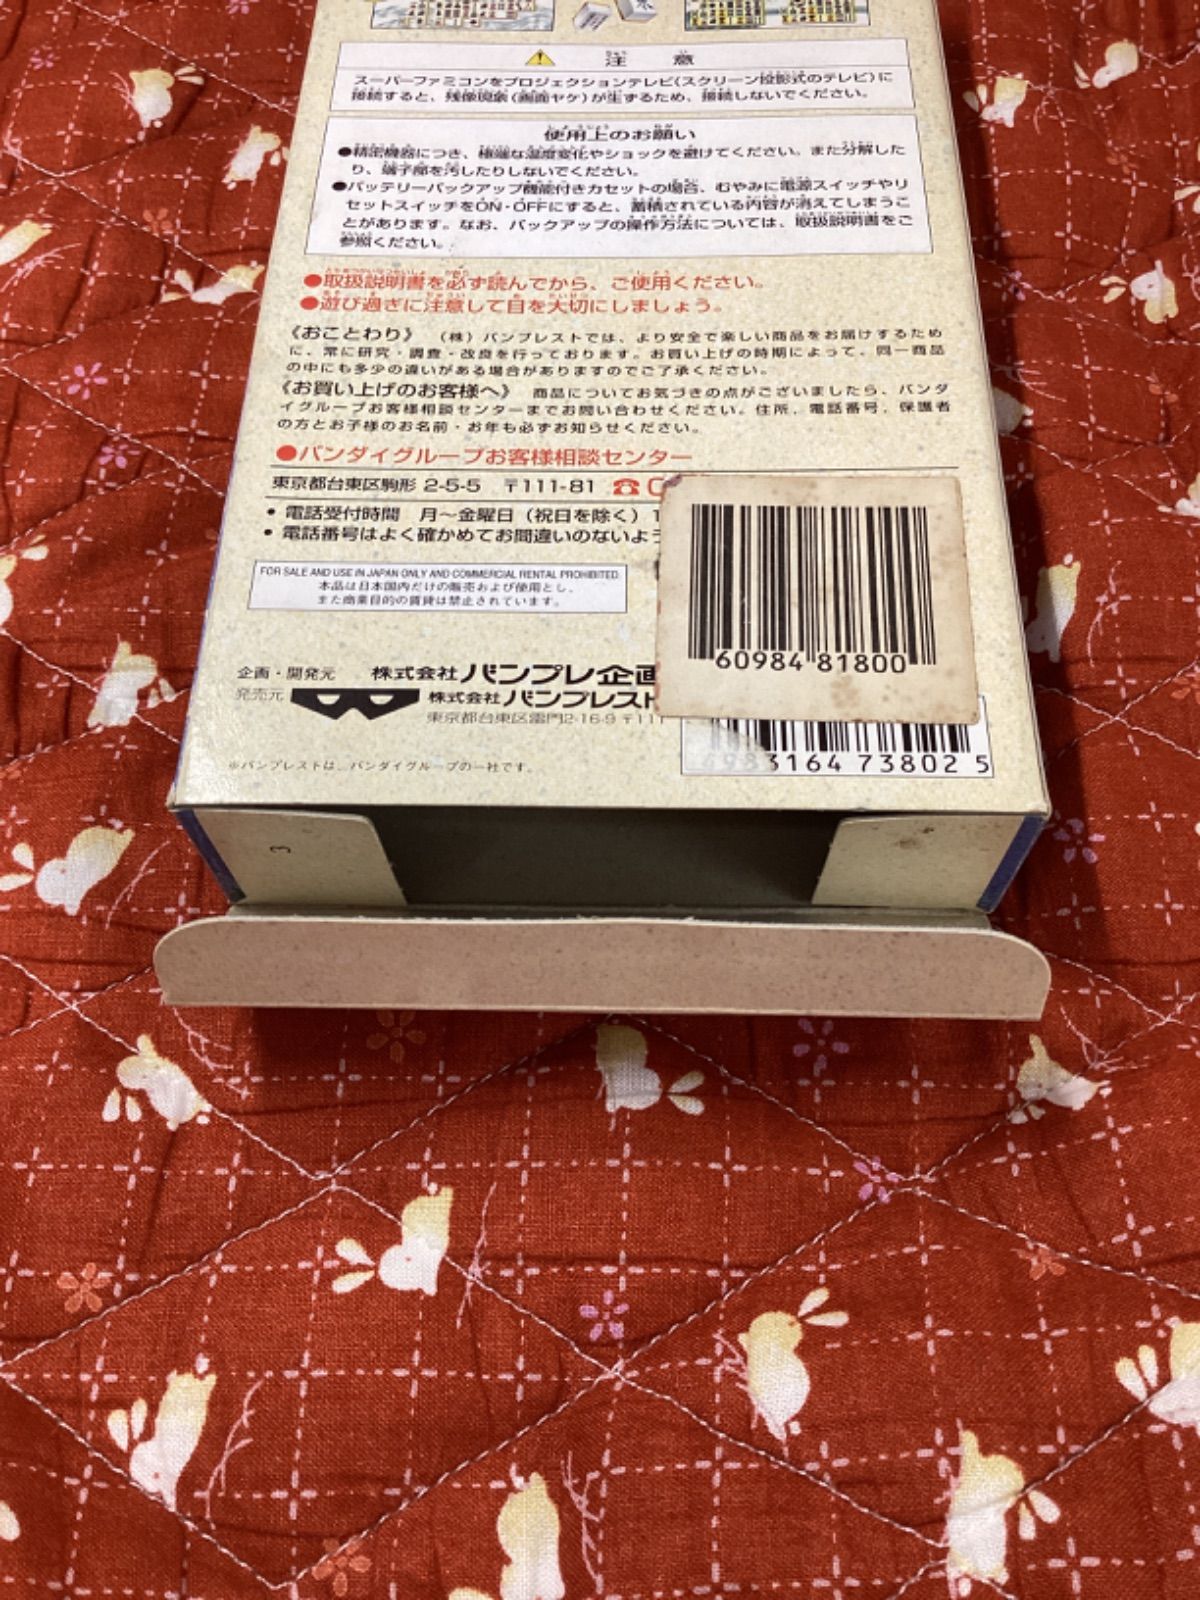 注意
スーパーファミコンをプロジェクションテレビ(スクリーン投影式のテレビ)に
接続すると、残像現象(画面ヤケ)が生ずるため、接続しないでください。
使用上のお願い
●精密機器につき、極端な温度変化やショックを避けてください。また分解した
り、端子部を汚したりしないでください。
●バッテリーバックアップ機能付きカセットの場合、むやみに電源スイッチやリ
セットスイッチをON・OFFにすると、蓄積されている内容が消えてしまうこ
とがあります。なお、バックアップの操作方法については、取扱説明書をご
参照ください。
●取扱説明書を必ず読んでから、ご使用ください。
●遊び過ぎに注意して目を大切にしましょう。
《おことわり》 (株)バンプレストでは、より安全で楽しい商品をお届けするため
に、常に研究・調査・改良を行っております。お買い上げの時期によって、同一商品
の中にも多少の違いがある場合がありますのでご了承ください。
《お買い上げのお客様へ》 商品についてお気づきの点がございましたら、バンダ
イグループお客様相談センターまでお問い合わせください。住所、電話番号、保護者
の方とお子様のお名前・お年も必ずお知らせください。
●バンダイグループお客様相談センター
東京都台東区駒形 2-5-5 〒111-81 ☎
• 電話受付時間 月〜金曜日(祝日を除く) 1
• 電話番号はよく確かめてお間違いのないよう
FOR SALE AND USE IN JAPAN ONLY AND COMMERCIAL RENTAL PROHIBITED.
本品は日本国内だけの販売および使用とし、
また商業目的の賃貸は禁止されています。
60984 81800
企画・開発元 株式会社 バンプレ企画
発売元 株式会社 バンプレスト
東京都台東区雷門2-16-9 〒111
4983164 73802 5
※バンプレストは、バンダイグループの一社です。
3